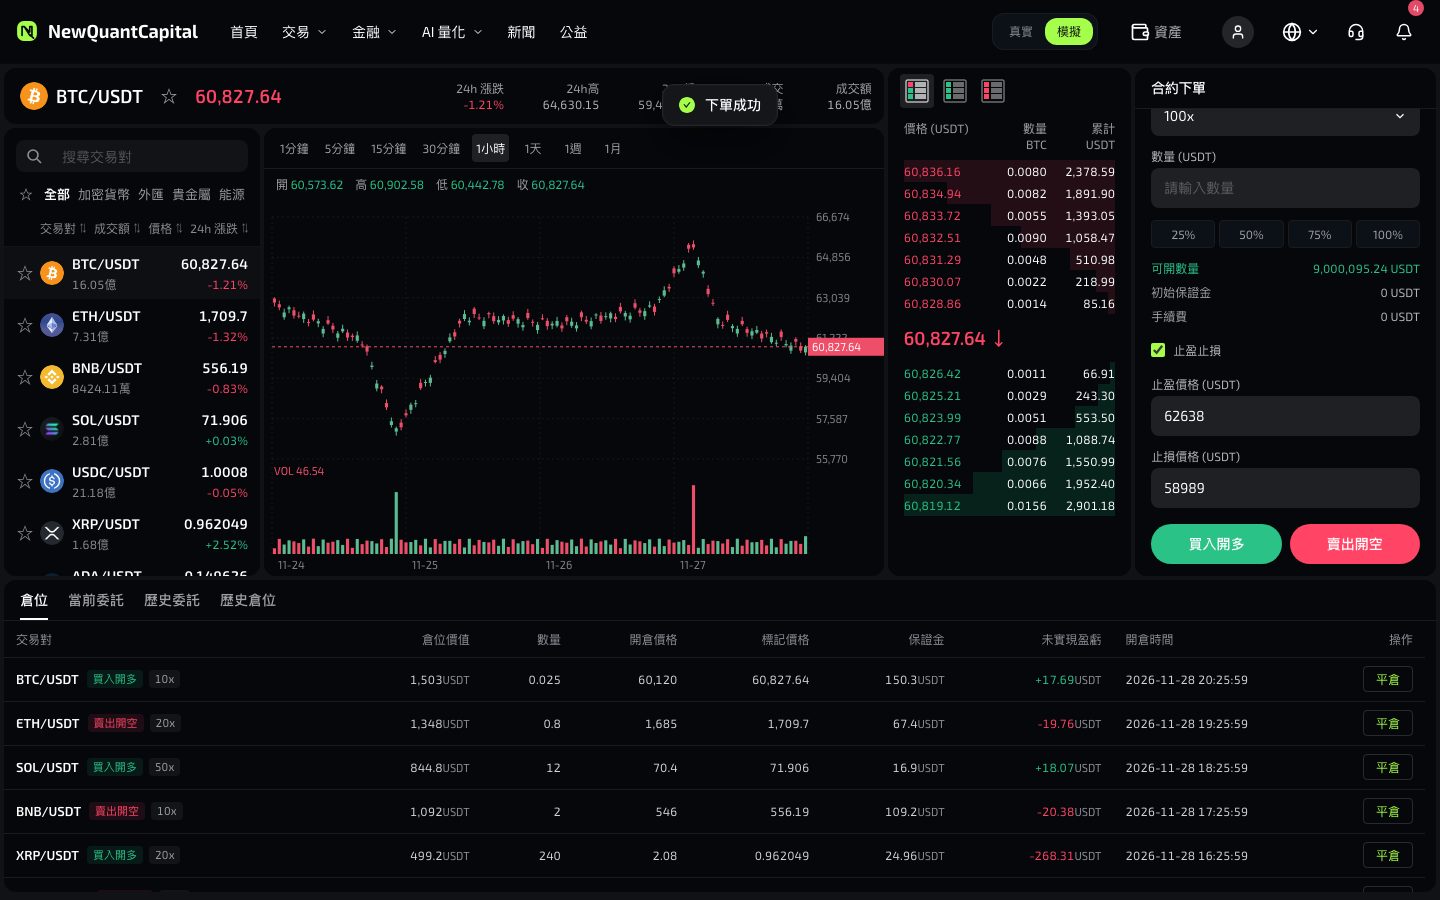 NewQuantCapital 首頁 交易 金融 AI 量化 新聞 公益 真實 模擬 資產 4
BTC/USDT 60,827.64
24h 漲跌 24h高 成交額
-1.21% 64,630.15 59,4 16.05億
下單成功
搜尋交易對
全部 加密貨幣 外匯 貴金屬 能源
交易對 成交額 價格 24h 漲跌
BTC/USDT 60,827.64
16.05億 -1.21%
ETH/USDT 1,709.7
7.31億 -1.32%
BNB/USDT 556.19
8424.11萬 -0.83%
SOL/USDT 71.906
2.81億 +0.03%
USDC/USDT 1.0008
21.18億 -0.05%
XRP/USDT 0.962049
1.68億 +2.52%
ADA/USDT 0.149626
1分鐘 5分鐘 15分鐘 30分鐘 1小時 1天 1週 1月
開 60,573.62 高 60,902.58 低 60,442.78 收 60,827.64
66,674
64,856
63,039
60,827.64
59,404
57,587
55,770
VOL 46.54
11-24 11-25 11-26 11-27
價格 (USDT) 數量 累計
BTC USDT
60,836.16 0.0080 2,378.59
60,834.94 0.0082 1,891.90
60,833.72 0.0055 1,393.05
60,832.51 0.0090 1,058.47
60,831.29 0.0048 510.98
60,830.07 0.0022 218.99
60,828.86 0.0014 85.16
60,827.64 ↓
60,826.42 0.0011 66.91
60,825.21 0.0029 243.30
60,823.99 0.0051 553.50
60,822.77 0.0088 1,088.74
60,821.56 0.0076 1,550.99
60,820.34 0.0066 1,952.40
60,819.12 0.0156 2,901.18
合約下單
100x
數量 (USDT)
請輸入數量
25% 50% 75% 100%
可開數量 9,000,095.24 USDT
初始保證金 0 USDT
手續費 0 USDT
止盈止損
止盈價格 (USDT)
62638
止損價格 (USDT)
58989
買入開多 賣出開空
倉位 當前委託 歷史委託 歷史倉位
交易對 倉位價值 數量 開倉價格 標記價格 保證金 未實現盈虧 開倉時間 操作
BTC/USDT 買入開多 10x 1,503USDT 0.025 60,120 60,827.64 150.3USDT +17.69USDT 2026-11-28 20:25:59 平倉
ETH/USDT 賣出開空 20x 1,348USDT 0.8 1,685 1,709.7 67.4USDT -19.76USDT 2026-11-28 19:25:59 平倉
SOL/USDT 買入開多 50x 844.8USDT 12 70.4 71.906 16.9USDT +18.07USDT 2026-11-28 18:25:59 平倉
BNB/USDT 賣出開空 10x 1,092USDT 2 546 556.19 109.2USDT -20.38USDT 2026-11-28 17:25:59 平倉
XRP/USDT 買入開多 20x 499.2USDT 240 2.08 0.962049 24.96USDT -268.31USDT 2026-11-28 16:25:59 平倉